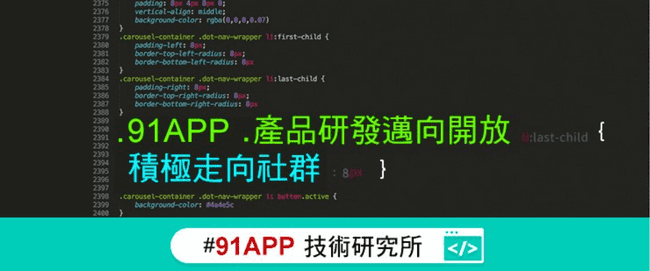 2375 padding: 8px 4px 8px 0;
2376 vertical-align: middle;
2377 background-color: rgba(0,0,0,0.07)
2378 }
2379 .carousel-container .dot-nav-wrapper li:first-child {
2380 padding-left: 8px;
2381 border-top-left-radius: 8px;
2382 border-bottom-left-radius: 8px
2383 }
2384 .carousel-container .dot-nav-wrapper li:last-child {
2385 padding-right: 8px;
2386 border-top-right-radius: 8px;
2387 border-bottom-right-radius: 8px
2388 }
2389
2390
2391 .91APP .產品研發邁向開放 li:last-child {
2392
2393 積極走向社群 : 8px }
2394
2395
2396
2397
2398 .carousel-container .dot-nav-wrapper li button.active {
2399 background-color: #4a4e5c
2400 }
#91APP 技術研究所 </>